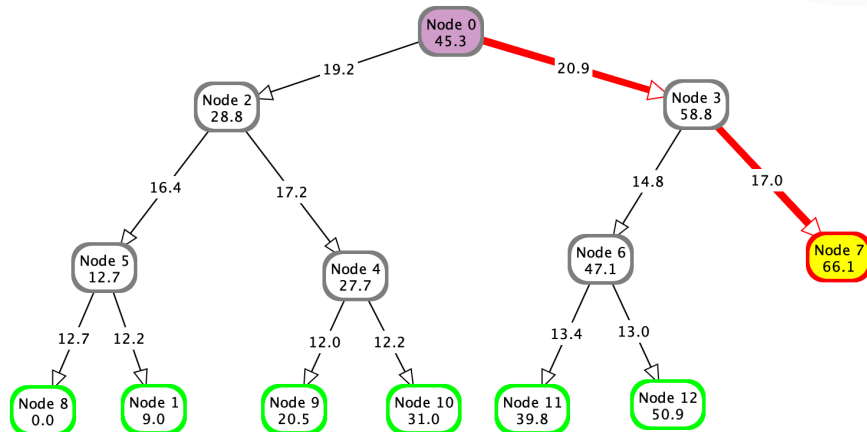 Node 0
45.3
19.2
20.9
Node 2
28.8
Node 3
58.8
16.4
17.2
14.8
17.0
Node 5
12.7
Node 4
27.7
Node 6
47.1
Node 7
66.1
12.7
12.2
12.0
12.2
13.4
13.0
Node 8
0.0
Node 1
9.0
Node 9
20.5
Node 10
31.0
Node 11
39.8
Node 12
50.9